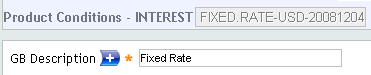 Product Conditions - INTEREST FIXED.RATE-USD-20081204
GB Description * Fixed Rate